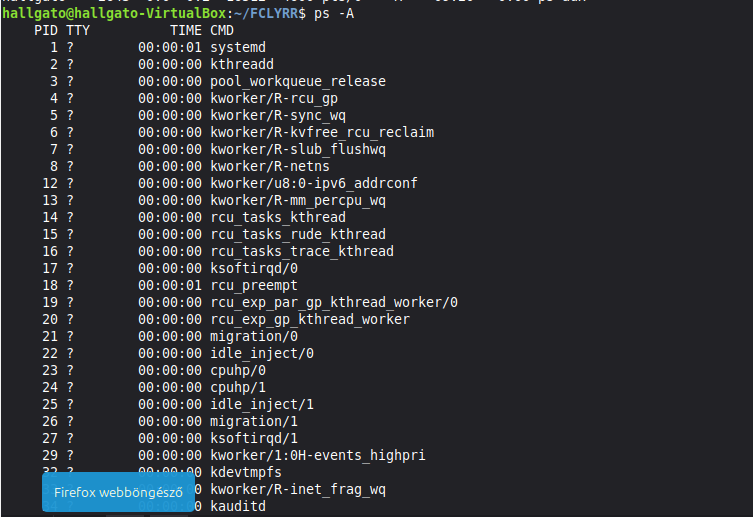 hallgato@hallgato-VirtualBox:~/FCLYRR$ ps -A
PID TTY TIME CMD
1 ? 00:00:01 systemd
2 ? 00:00:00 kthreadd
3 ? 00:00:00 pool_workqueue_release
4 ? 00:00:00 kworker/R-rcu_gp
5 ? 00:00:00 kworker/R-sync_wq
6 ? 00:00:00 kworker/R-kvfree_rcu_reclaim
7 ? 00:00:00 kworker/R-slub_flushwq
8 ? 00:00:00 kworker/R-netns
12 ? 00:00:00 kworker/u8:0-ipv6_addrconf
13 ? 00:00:00 kworker/R-mm_percpu_wq
14 ? 00:00:00 rcu_tasks_kthread
15 ? 00:00:00 rcu_tasks_rude_kthread
16 ? 00:00:00 rcu_tasks_trace_kthread
17 ? 00:00:00 ksoftirqd/0
18 ? 00:00:01 rcu_preempt
19 ? 00:00:00 rcu_exp_par_gp_kthread_worker/0
20 ? 00:00:00 rcu_exp_gp_kthread_worker
21 ? 00:00:00 migration/0
22 ? 00:00:00 idle_inject/0
23 ? 00:00:00 cpuhp/0
24 ? 00:00:00 cpuhp/1
25 ? 00:00:00 idle_inject/1
26 ? 00:00:00 migration/1
27 ? 00:00:00 ksoftirqd/1
29 ? 00:00:00 kworker/1:0H-events_highpri
32 ? 00:00:00 kdevtmpfs
Firefox webböngésző
kworker/R-inet_frag_wq
kauditd